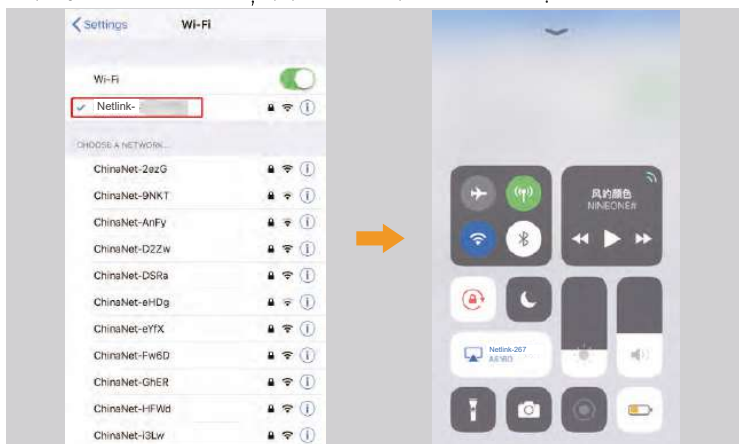 Settings
Wi-Fi
Wi-Fi
Netlink-
CHOOSE A NETWORK...
ChinaNet-2ezG
ChinaNet-9NKT
ChinaNet-AnFy
ChinaNet-D2Zw
ChinaNet-DSRa
ChinaNet-eHDg
ChinaNet-eYfX
ChinaNet-Fw6D
ChinaNet-GhER
ChinaNet-HFWd
ChinaNet-i3Lw
风的颜色
NINEONE#
Netlink-267